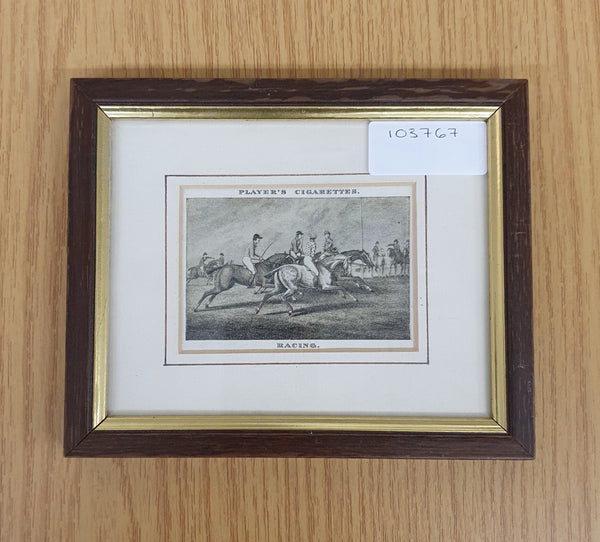 103767
PLAYER'S CIGARETTES.
RACING.